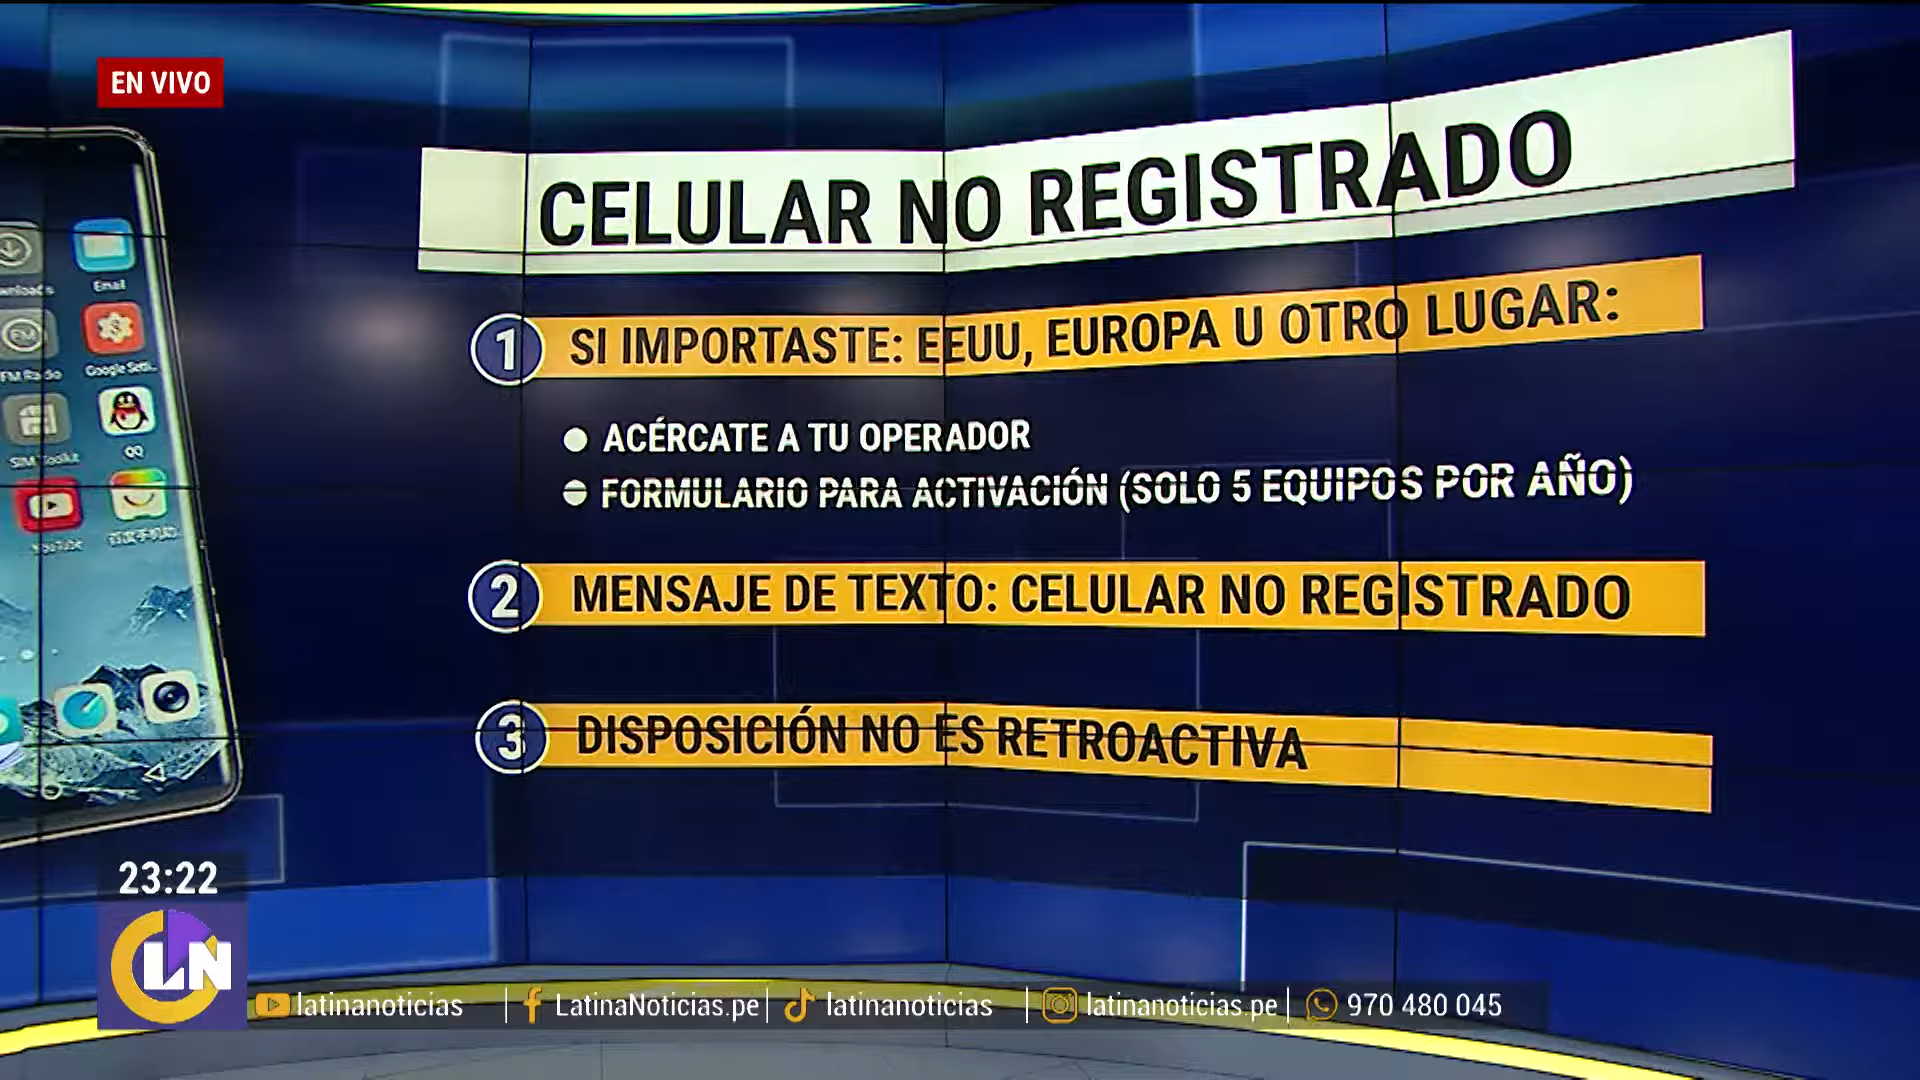 EN VIVO
CELULAR NO REGISTRADO
1 SI IMPORTASTE: EEUU, EUROPA U OTRO LUGAR:
● ACÉRCATE A TU OPERADOR
● FORMULARIO PARA ACTIVACIÓN (SOLO 5 EQUIPOS POR AÑO)
2 MENSAJE DE TEXTO: CELULAR NO REGISTRADO
3 DISPOSICIÓN NO ES RETROACTIVA
Email
FM Radio
Google Setti..
SIM Toolkit
QQ
YouTube
23:22
LN
latinanoticias | LatinaNoticias.pe | latinanoticias | latinanoticias.pe | 970 480 045